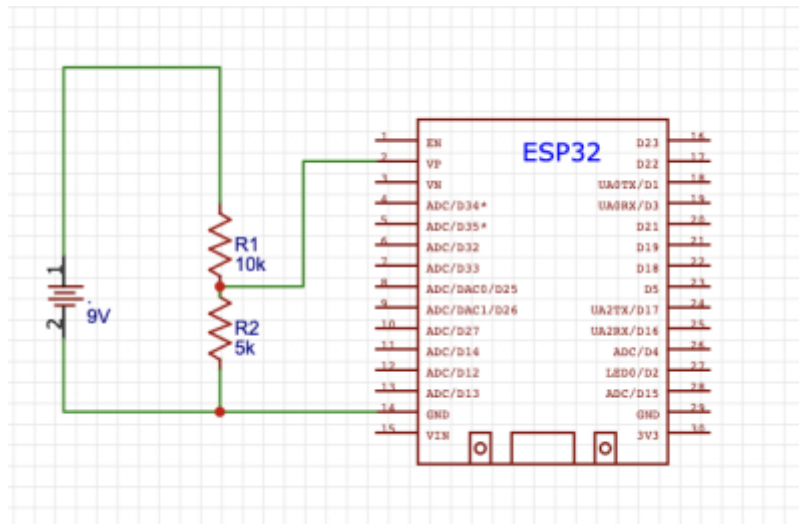 1
2
9V
R1
10k
R2
5k
ESP32
1 EN
2 VP
3 VN
4 ADC/D34*
5 ADC/D35*
6 ADC/D32
7 ADC/D33
8 ADC/DAC0/D25
9 ADC/DAC1/D26
10 ADC/D27
11 ADC/D14
12 ADC/D12
13 ADC/D13
14 GND
15 VIN
D23 16
D22 17
UA0TX/D1 18
UA0RX/D3 19
D21 20
D19 21
D18 22
D5 23
UA2TX/D17 24
UA2RX/D16 25
ADC/D4 26
LED0/D2 27
ADC/D15 28
GND 29
3V3 30